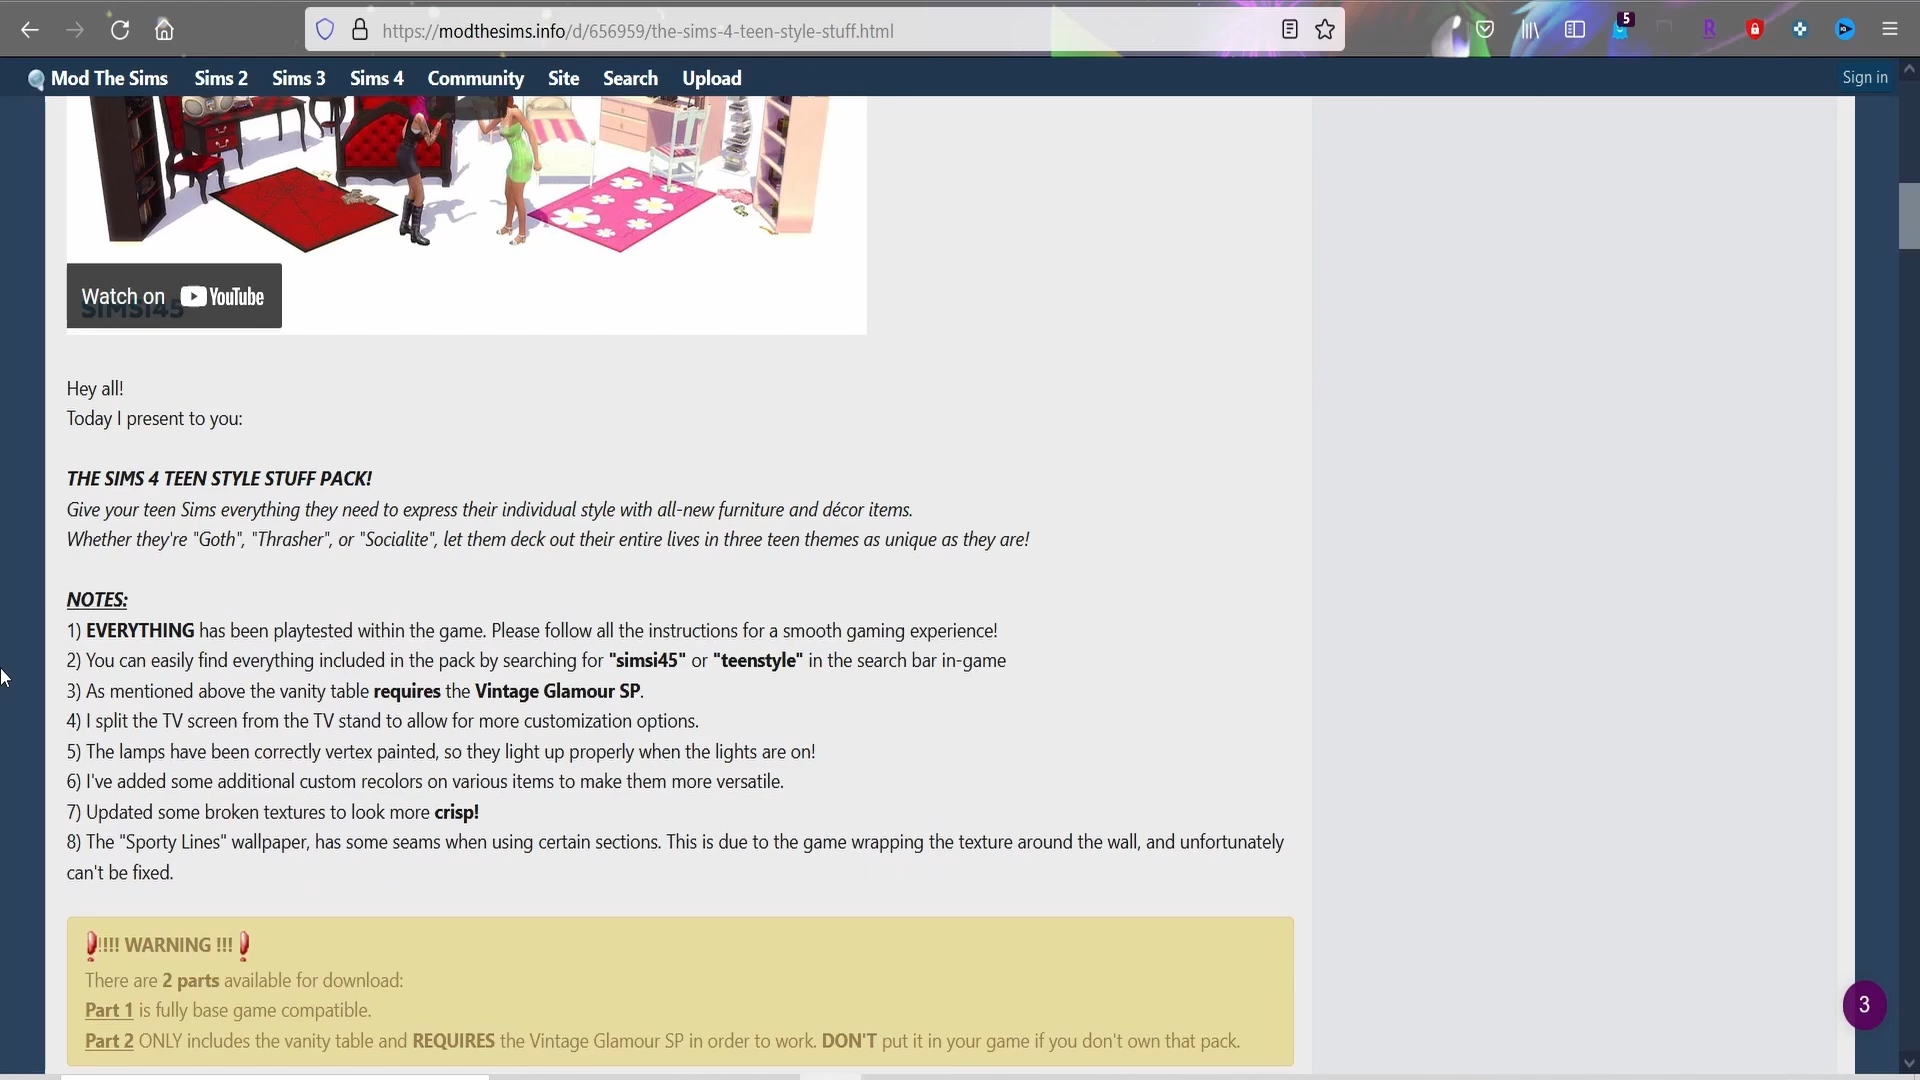 https://modthesims.info/d/656959/the-sims-4-teen-style-stuff.html
5
R
Mod The Sims Sims 2 Sims 3 Sims 4 Community Site Search Upload Sign in
Watch on YouTube
SIMSI45
Hey all!
Today I present to you:
THE SIMS 4 TEEN STYLE STUFF PACK!
Give your teen Sims everything they need to express their individual style with all-new furniture and décor items.
Whether they're "Goth", "Thrasher", or "Socialite", let them deck out their entire lives in three teen themes as unique as they are!
NOTES:
1) EVERYTHING has been playtested within the game. Please follow all the instructions for a smooth gaming experience!
2) You can easily find everything included in the pack by searching for "simsi45" or "teenstyle" in the search bar in-game
3) As mentioned above the vanity table requires the Vintage Glamour SP.
4) I split the TV screen from the TV stand to allow for more customization options.
5) The lamps have been correctly vertex painted, so they light up properly when the lights are on!
6) I've added some additional custom recolors on various items to make them more versatile.
7) Updated some broken textures to look more crisp!
8) The "Sporty Lines" wallpaper, has some seams when using certain sections. This is due to the game wrapping the texture around the wall, and unfortunately
can't be fixed.
!!!! WARNING !!!
There are 2 parts available for download:
Part 1 is fully base game compatible.
Part 2 ONLY includes the vanity table and REQUIRES the Vintage Glamour SP in order to work. DON'T put it in your game if you don't own that pack.
3